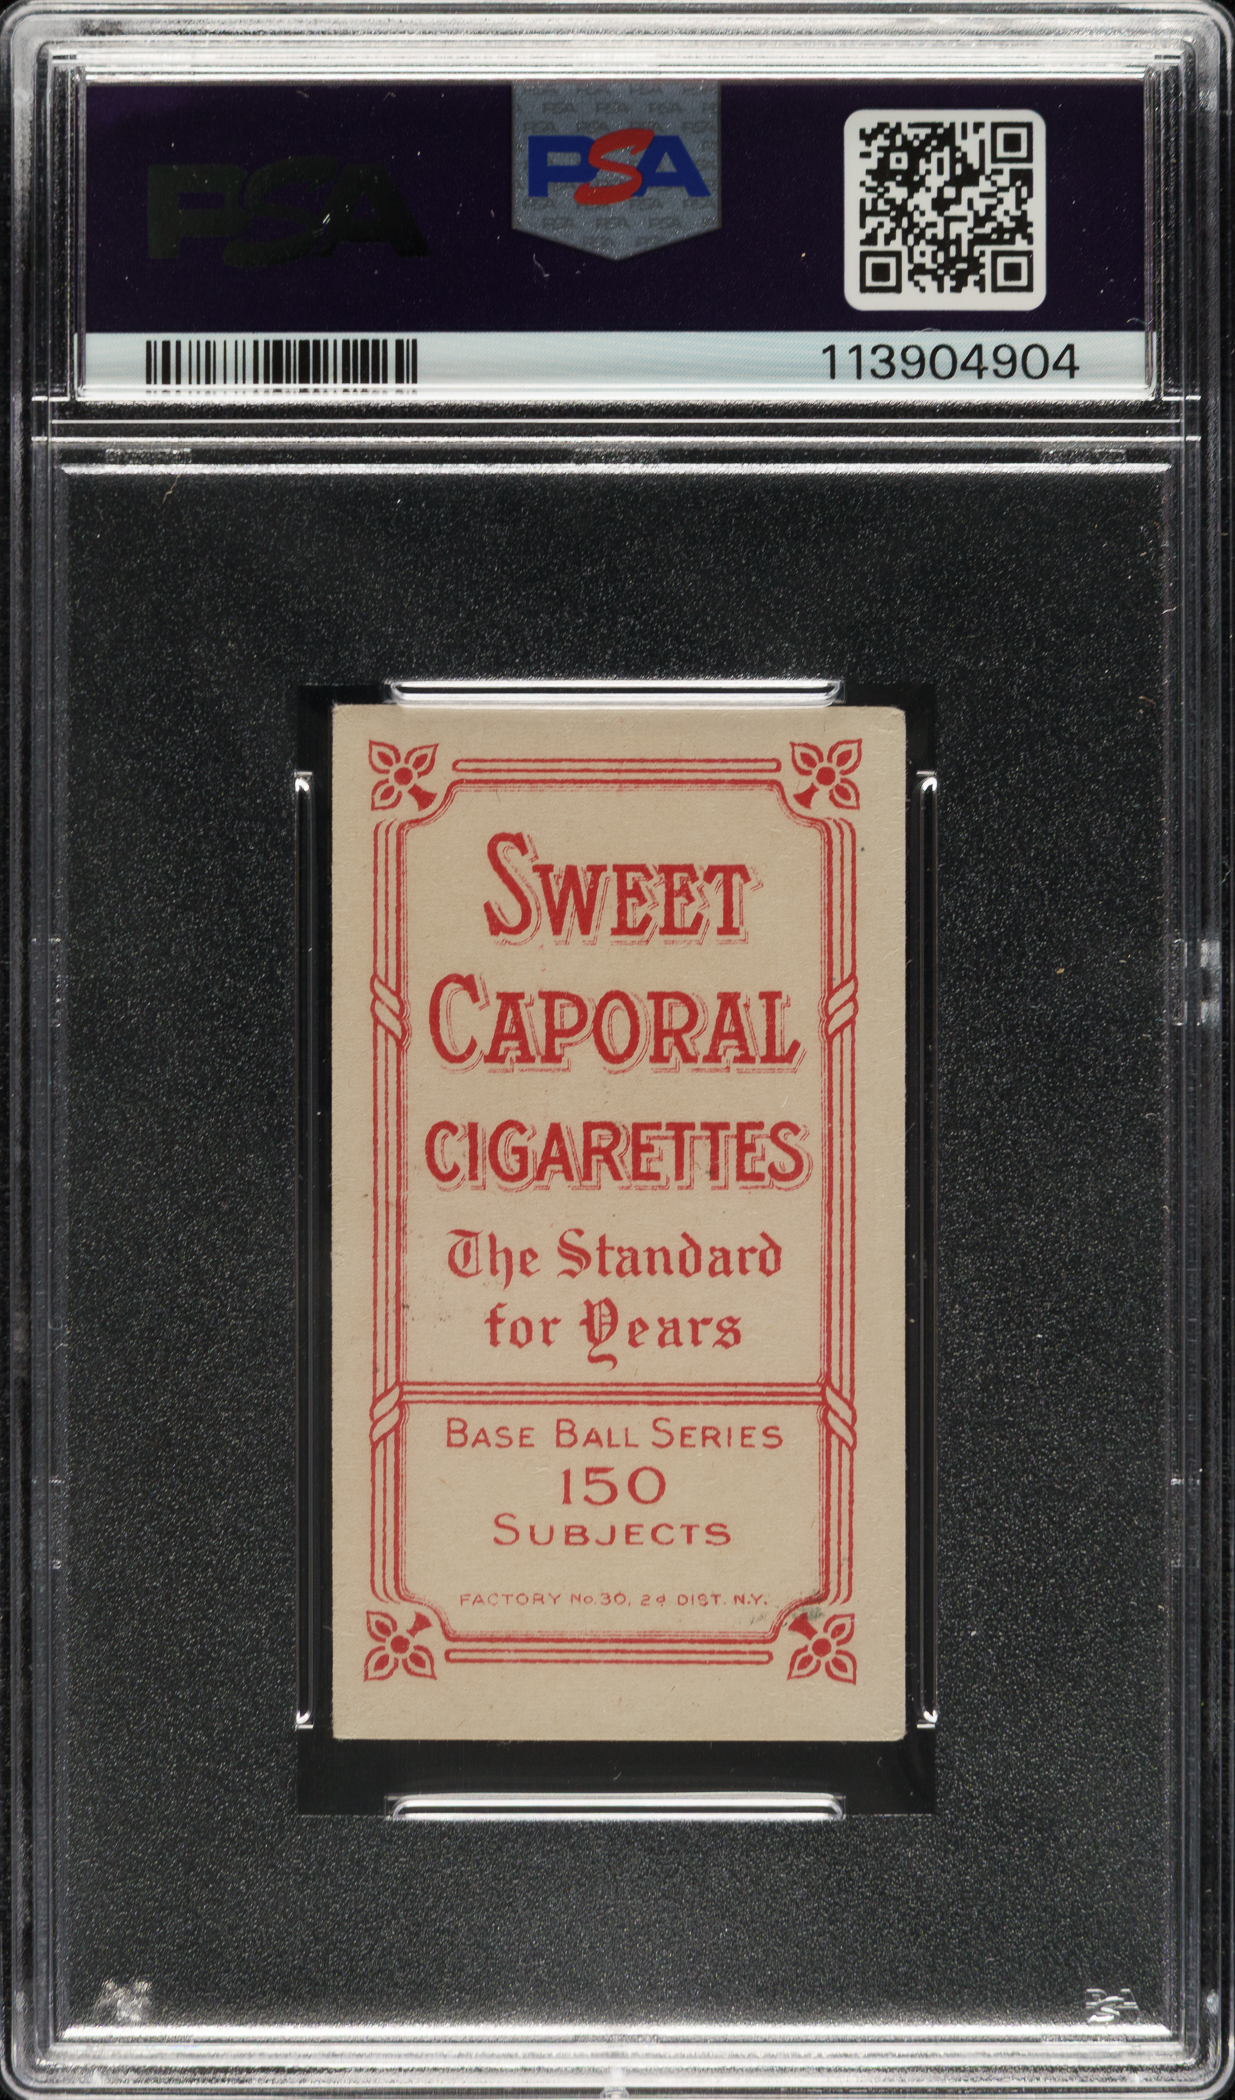 PSA
PSA
113904904
SWEET
CAPORAL
CIGARETTES
The Standard
for Years
BASE BALL SERIES
150
SUBJECTS
FACTORY No. 30, 2d DIST. N.Y.
PSA